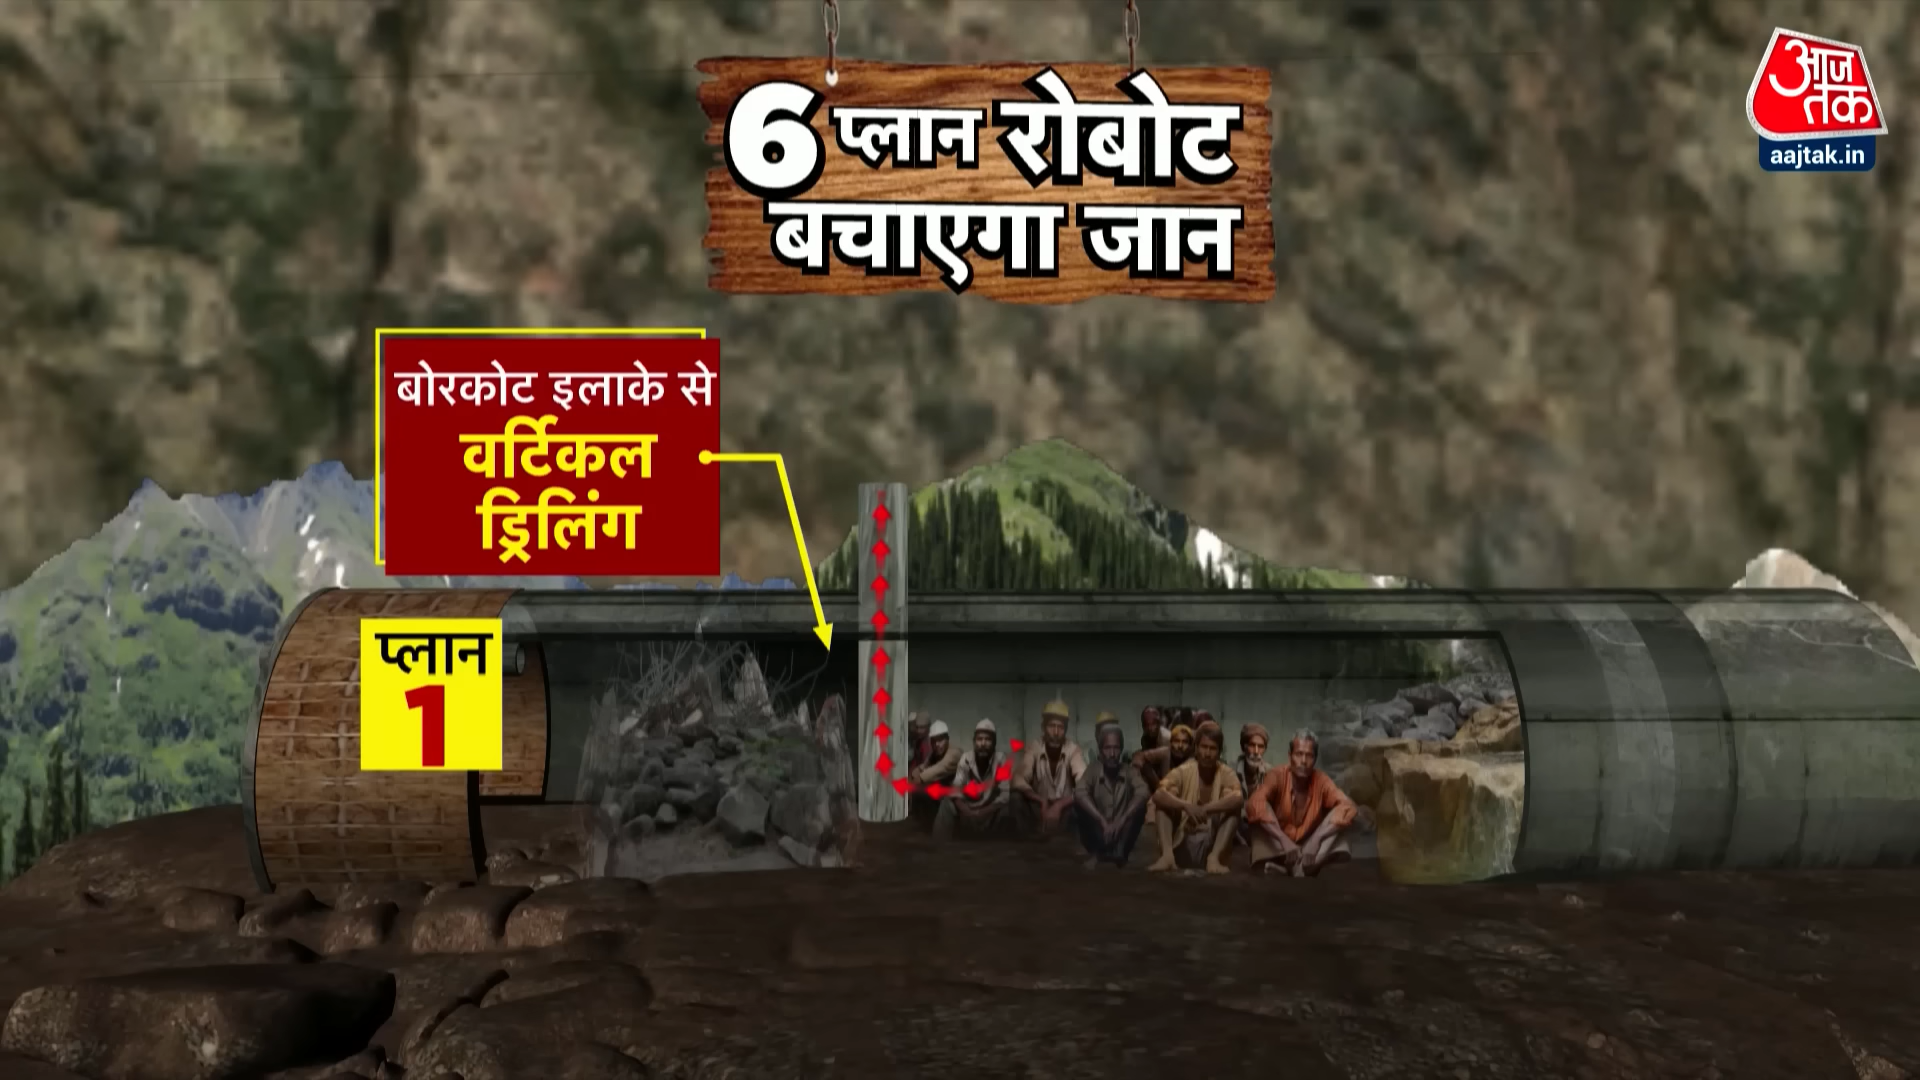 6 प्लान रोबोट
बचाएगा जान
आज
तक
aajtak.in
बोरकोट इलाके से
वर्टिकल
ड्रिलिंग
प्लान
1